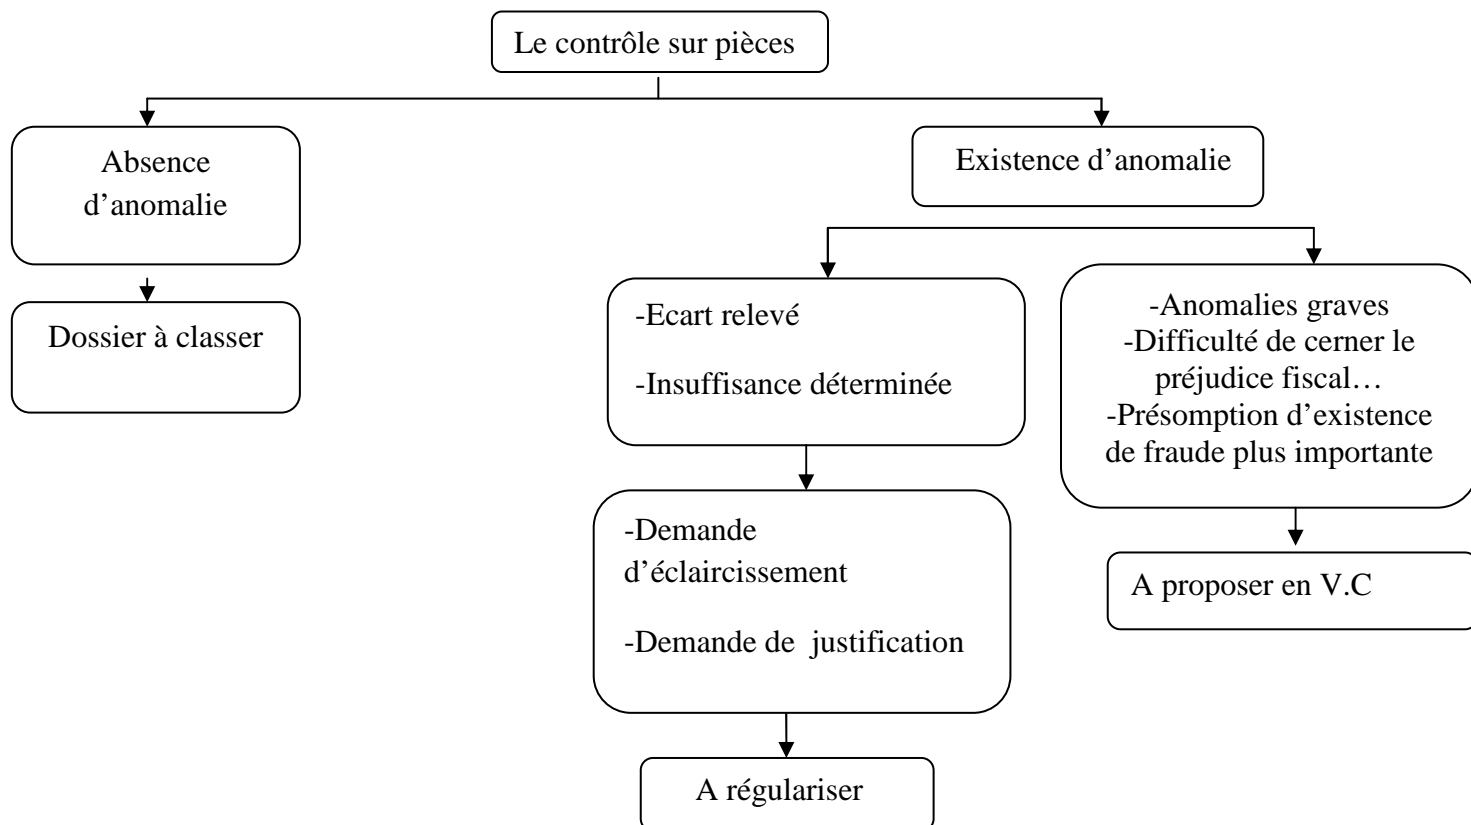 Le contrôle sur pièces
Absence
d’anomalie
Existence d’anomalie
Dossier à classer
-Ecart relevé
-Insuffisance déterminée
-Anomalies graves
-Difficulté de cerner le
préjudice fiscal…
-Présomption d’existence
de fraude plus importante
-Demande
d’éclaircissement
-Demande de justification
A proposer en V.C
A régulariser